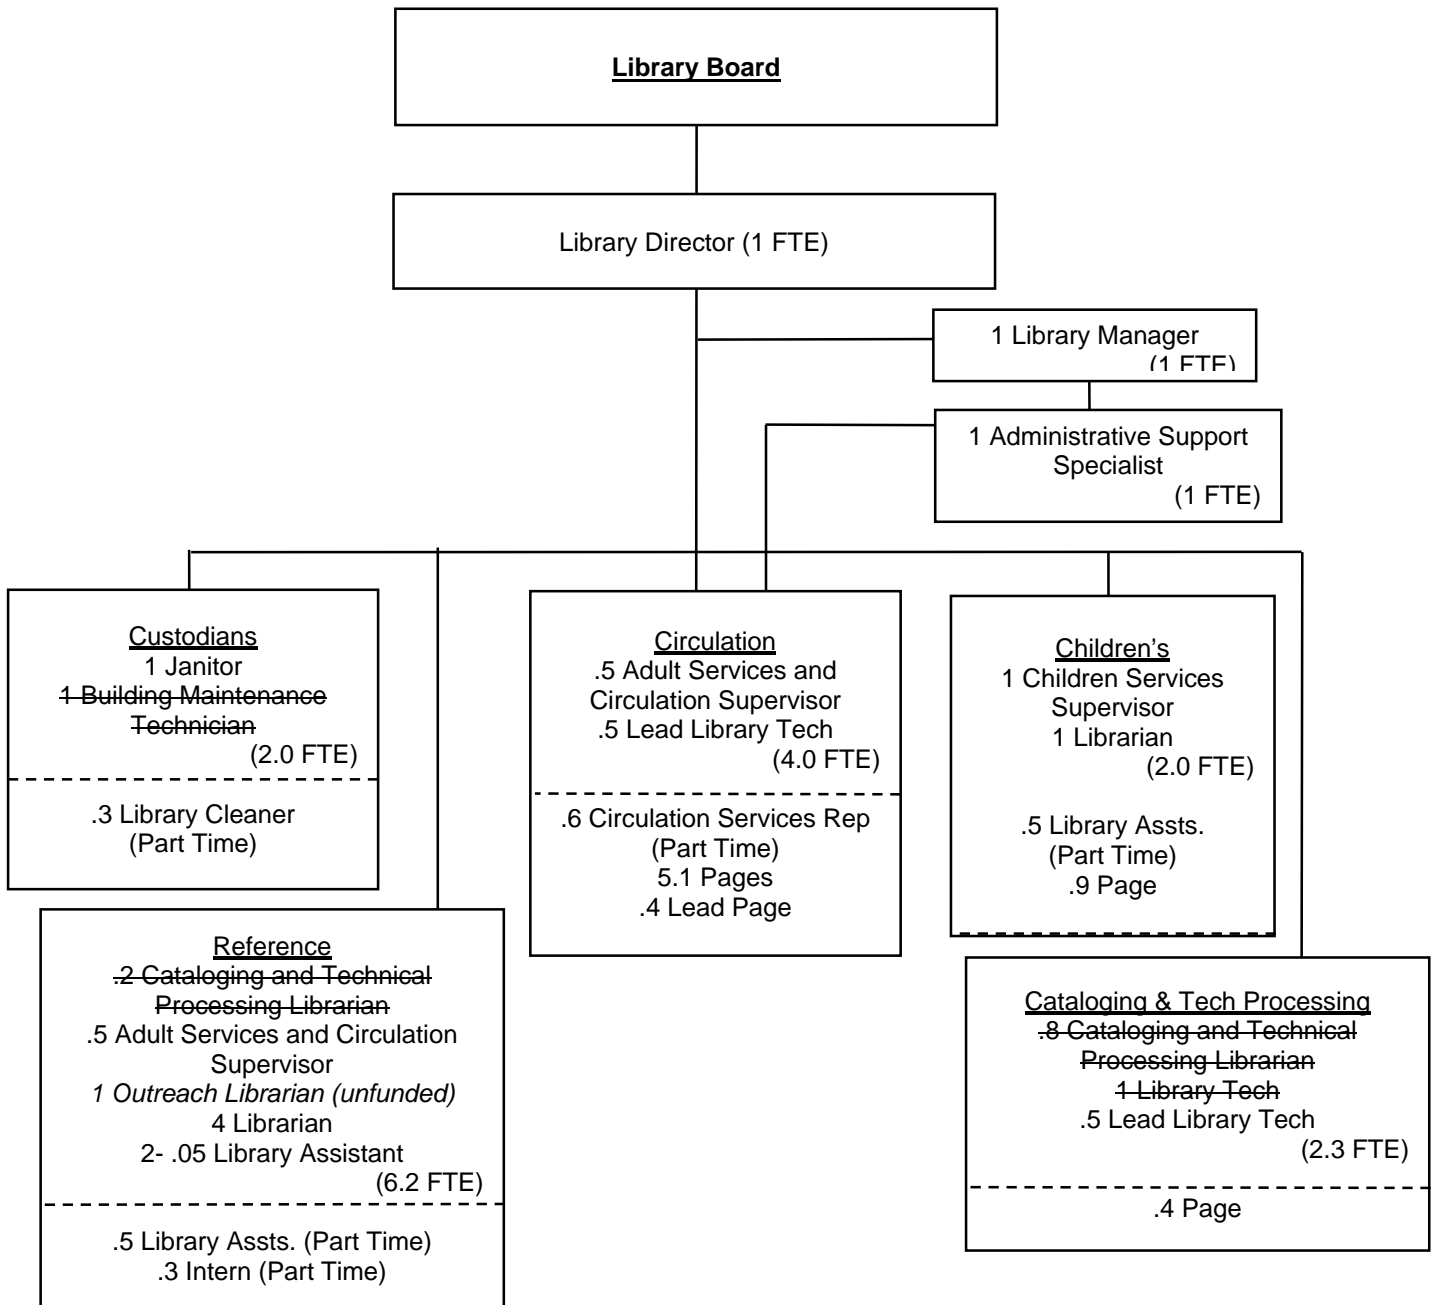 Library Board
Library Director (1 FTE)
1 Library Manager
(1 FTE)
1 Administrative Support
Specialist
(1 FTE)
Custodians
1 Janitor
1 Building Maintenance
Technician
(2.0 FTE)
.3 Library Cleaner
(Part Time)
Circulation
.5 Adult Services and
Circulation Supervisor
.5 Lead Library Tech
(4.0 FTE)
.6 Circulation Services Rep
(Part Time)
5.1 Pages
.4 Lead Page
Children's
1 Children Services
Supervisor
1 Librarian
(2.0 FTE)
.5 Library Assts.
(Part Time)
.9 Page
Reference
.2 Cataloging and Technical
Processing Librarian
.5 Adult Services and Circulation
Supervisor
1 Outreach Librarian (unfunded)
4 Librarian
2- .05 Library Assistant
(6.2 FTE)
.5 Library Assts. (Part Time)
.3 Intern (Part Time)
Cataloging & Tech Processing
.8 Cataloging and Technical
Processing Librarian
1 Library Tech
.5 Lead Library Tech
(2.3 FTE)
.4 Page